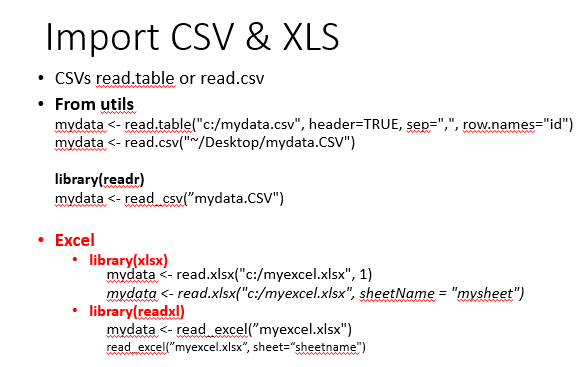 Import CSV & XLS
• CSVs read.table or read.csv
• From utils
mydata <- read.table("c:/mydata.csv", header=TRUE, sep=",", row.names="id")
mydata <- read.csv("~/Desktop/mydata.CSV")
library(readr)
mydata <- read_csv(”mydata.CSV")
• Excel
• library(xlsx)
mydata <- read.xlsx("c:/myexcel.xlsx", 1)
mydata <- read.xlsx("c:/myexcel.xlsx", sheetName = "mysheet")
• library(readxl)
mydata <- read_excel(”myexcel.xlsx")
read_excel(”myexcel.xlsx”, sheet=“sheetname")